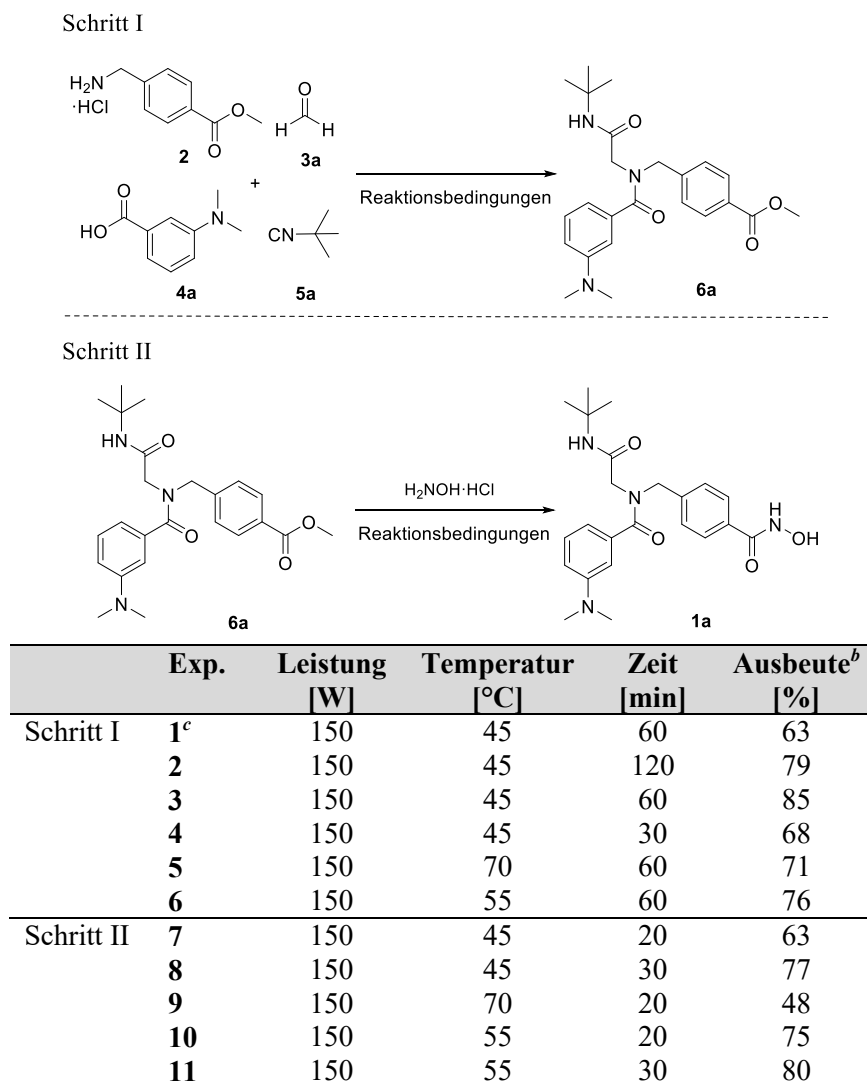 Schritt I
H2N
·HCl
O
O
2
O
H H
3a
+
Reaktionsbedingungen
O
HO
N
4a
CN
5a
HN
O
N
O
O
O
N
6a
Schritt II
HN
O
N
O
O
O
N
6a
H2NOH·HCl
Reaktionsbedingungen
HN
O
N
O
H
N
OH
O
N
1a
Exp. Leistung Temperatur Zeit Ausbeute^b
[W] [°C] [min] [%]
Schritt I 1^c 150 45 60 63
2 150 45 120 79
3 150 45 60 85
4 150 45 30 68
5 150 70 60 71
6 150 55 60 76
Schritt II 7 150 45 20 63
8 150 45 30 77
9 150 70 20 48
10 150 55 20 75
11 150 55 30 80